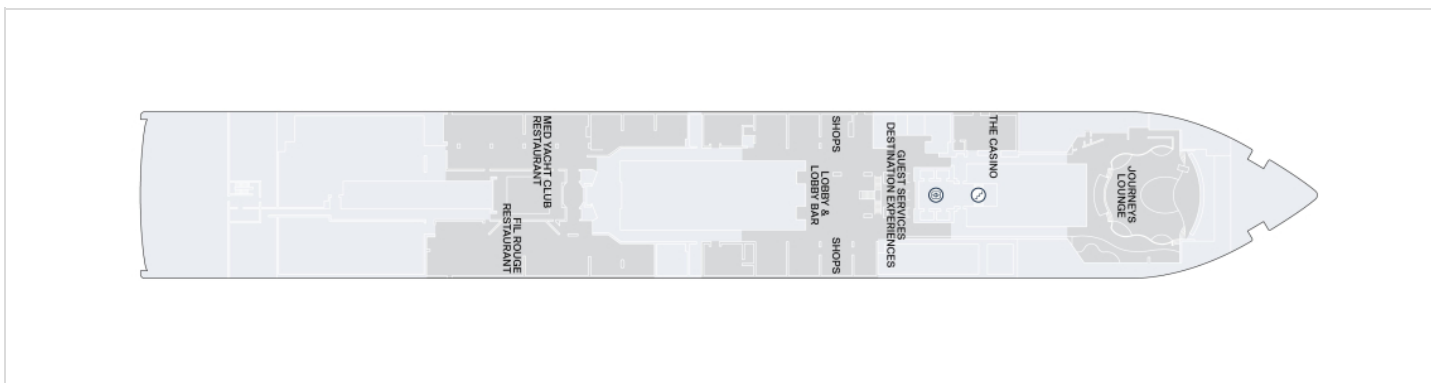 MED YACHT CLUB
RESTAURANT
FIL ROUGE
RESTAURANT
SHOPS
LOBBY &
LOBBY BAR
SHOPS
GUEST SERVICES
DESTINATION EXPERIENCES
THE CASINO
JOURNEYS
LOUNGE